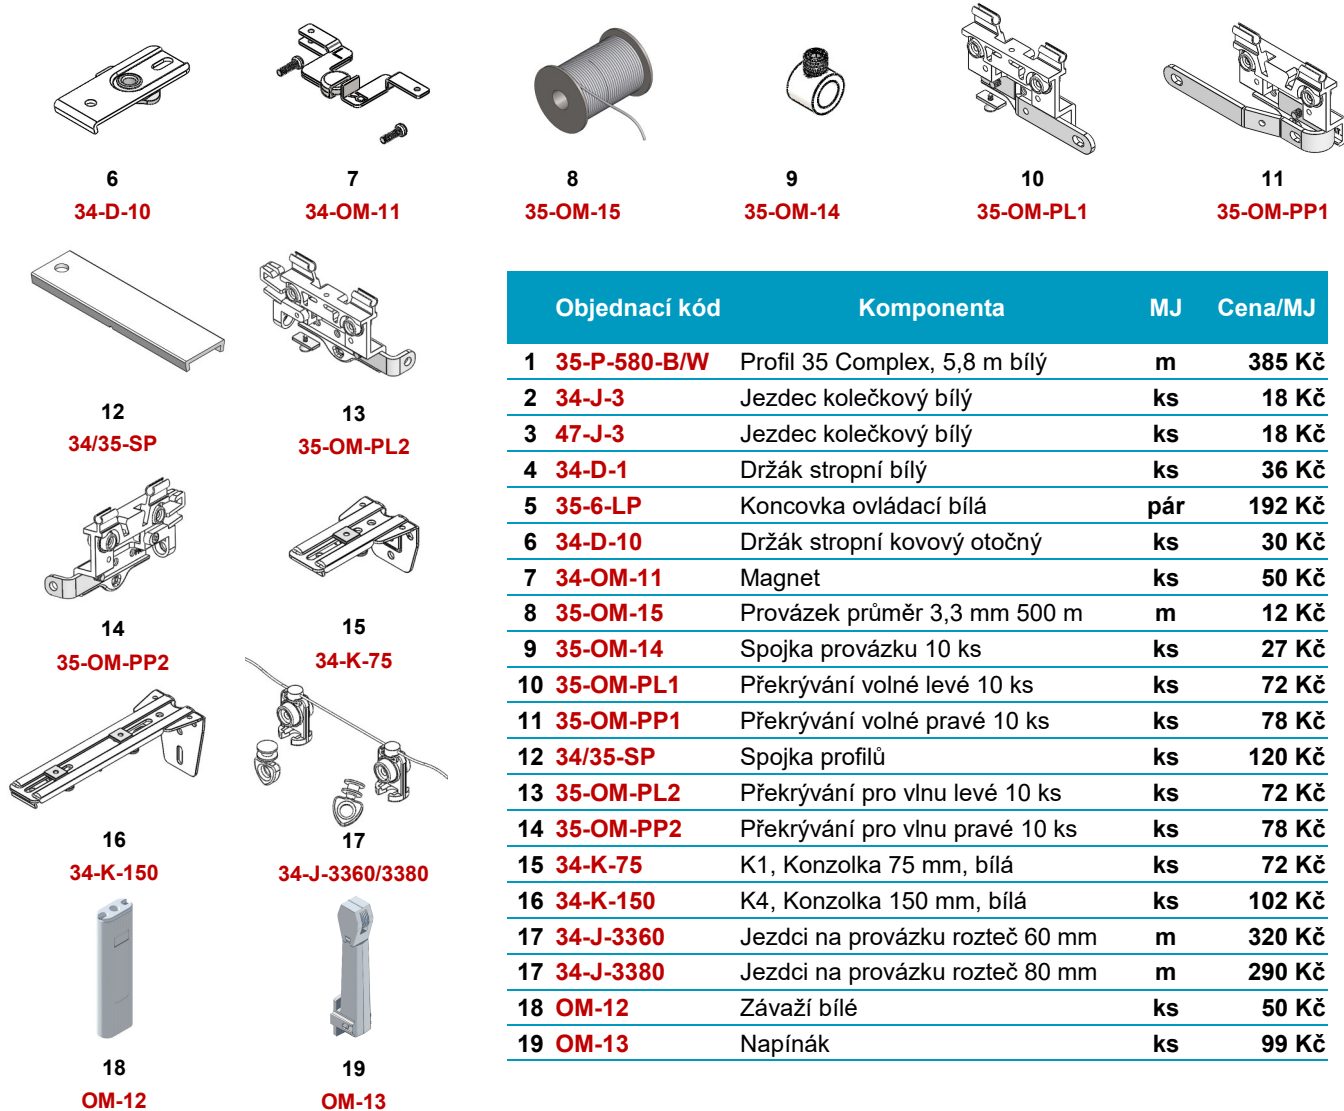 6 7 8 9 10 11
34-D-10 34-OM-11 35-OM-15 35-OM-14 35-OM-PL1 35-OM-PP1
12 13
34/35-SP 35-OM-PL2
14 15
35-OM-PP2 34-K-75
16 17
34-K-150 34-J-3360/3380
18 19
OM-12 OM-13
Objednací kód Komponenta MJ Cena/MJ
1 35-P-580-B/W Profil 35 Complex, 5,8 m bílý m 385 Kč
2 34-J-3 Jezdec kolečkový bílý ks 18 Kč
3 47-J-3 Jezdec kolečkový bílý ks 18 Kč
4 34-D-1 Držák stropní bílý ks 36 Kč
5 35-6-LP Koncovka ovládací bílá pár 192 Kč
6 34-D-10 Držák stropní kovový otočný ks 30 Kč
7 34-OM-11 Magnet ks 50 Kč
8 35-OM-15 Provázek průměr 3,3 mm 500 m m 12 Kč
9 35-OM-14 Spojka provázku 10 ks ks 27 Kč
10 35-OM-PL1 Překrývání volné levé 10 ks ks 72 Kč
11 35-OM-PP1 Překrývání volné pravé 10 ks ks 78 Kč
12 34/35-SP Spojka profilů ks 120 Kč
13 35-OM-PL2 Překrývání pro vlnu levé 10 ks ks 72 Kč
14 35-OM-PP2 Překrývání pro vlnu pravé 10 ks ks 78 Kč
15 34-K-75 K1, Konzolka 75 mm, bílá ks 72 Kč
16 34-K-150 K4, Konzolka 150 mm, bílá ks 102 Kč
17 34-J-3360 Jezdci na provázku rozteč 60 mm m 320 Kč
17 34-J-3380 Jezdci na provázku rozteč 80 mm m 290 Kč
18 OM-12 Závaží bílé ks 50 Kč
19 OM-13 Napínák ks 99 Kč